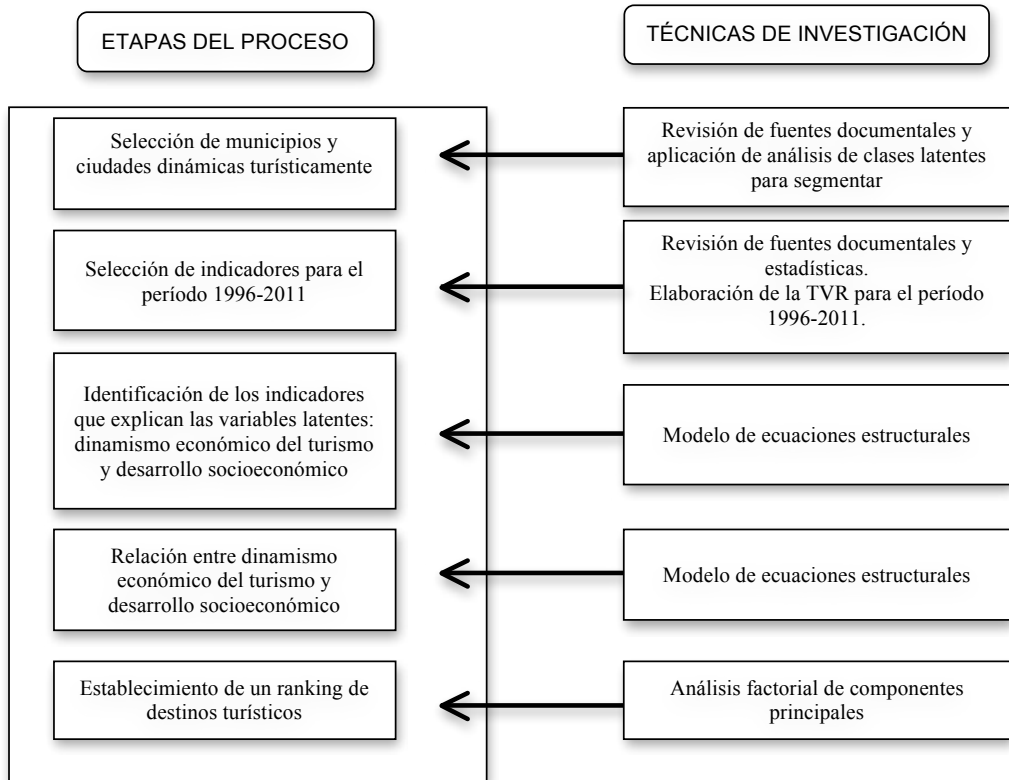 ETAPAS DEL PROCESO
TÉCNICAS DE INVESTIGACIÓN
Selección de municipios y
ciudades dinámicas turísticamente
Revisión de fuentes documentales y
aplicación de análisis de clases latentes
para segmentar
Selección de indicadores para el
período 1996-2011
Revisión de fuentes documentales y
estadísticas.
Elaboración de la TVR para el período
1996-2011.
Identificación de los indicadores
que explican las variables latentes:
dinamismo económico del turismo
y desarrollo socioeconómico
Modelo de ecuaciones estructurales
Relación entre dinamismo
económico del turismo y
desarrollo socioeconómico
Modelo de ecuaciones estructurales
Establecimiento de un ranking de
destinos turísticos
Análisis factorial de componentes
principales